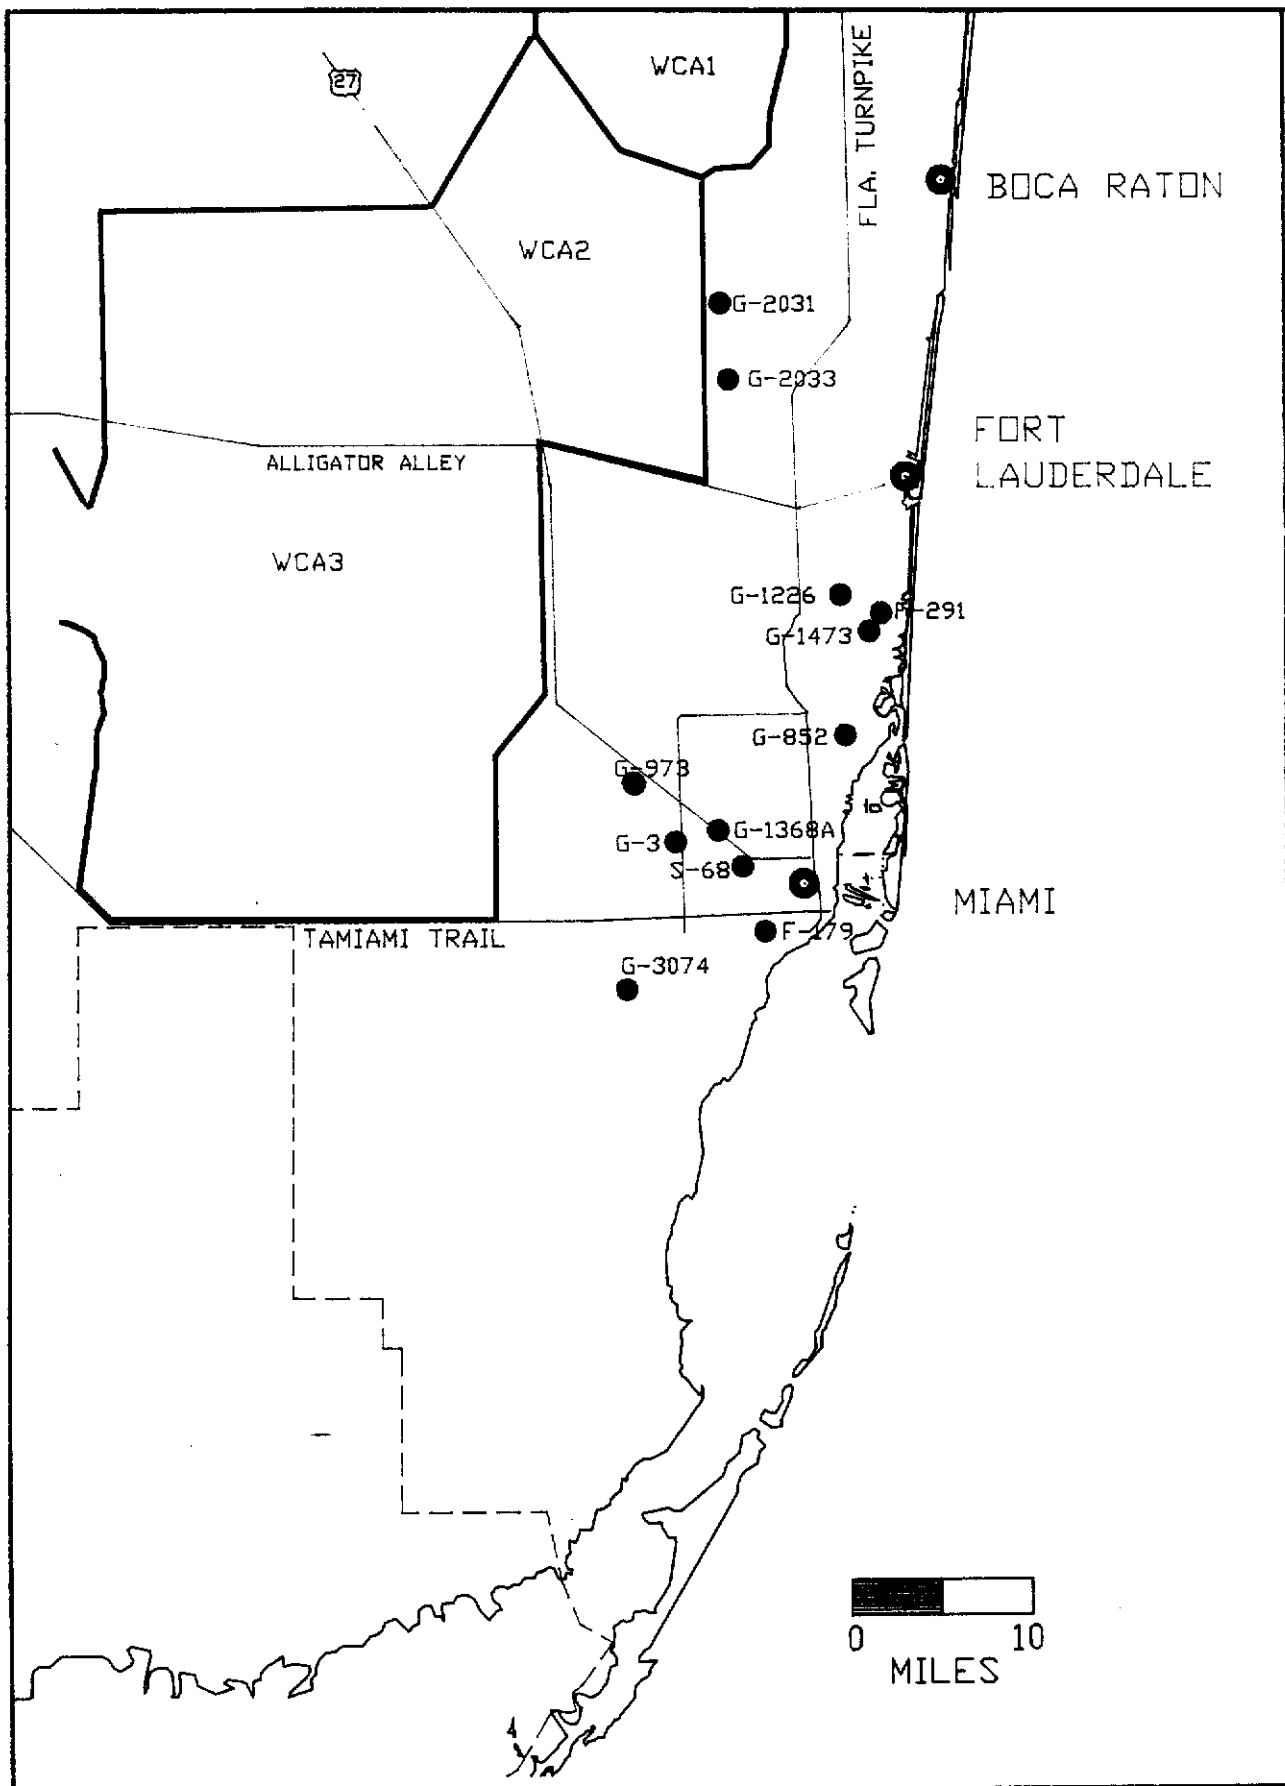 WCA1
27
FLA. TURNPIKE
BOCA RATON
WCA2
G-2031
G-2033
FORT
LAUDERDALE
ALLIGATOR ALLEY
WCA3
G-1226
F-291
G-1473
G-852
G-973
G-1368A
G-3
S-68
MIAMI
F-179
TAMIAMI TRAIL
G-3074
0 10
MILES